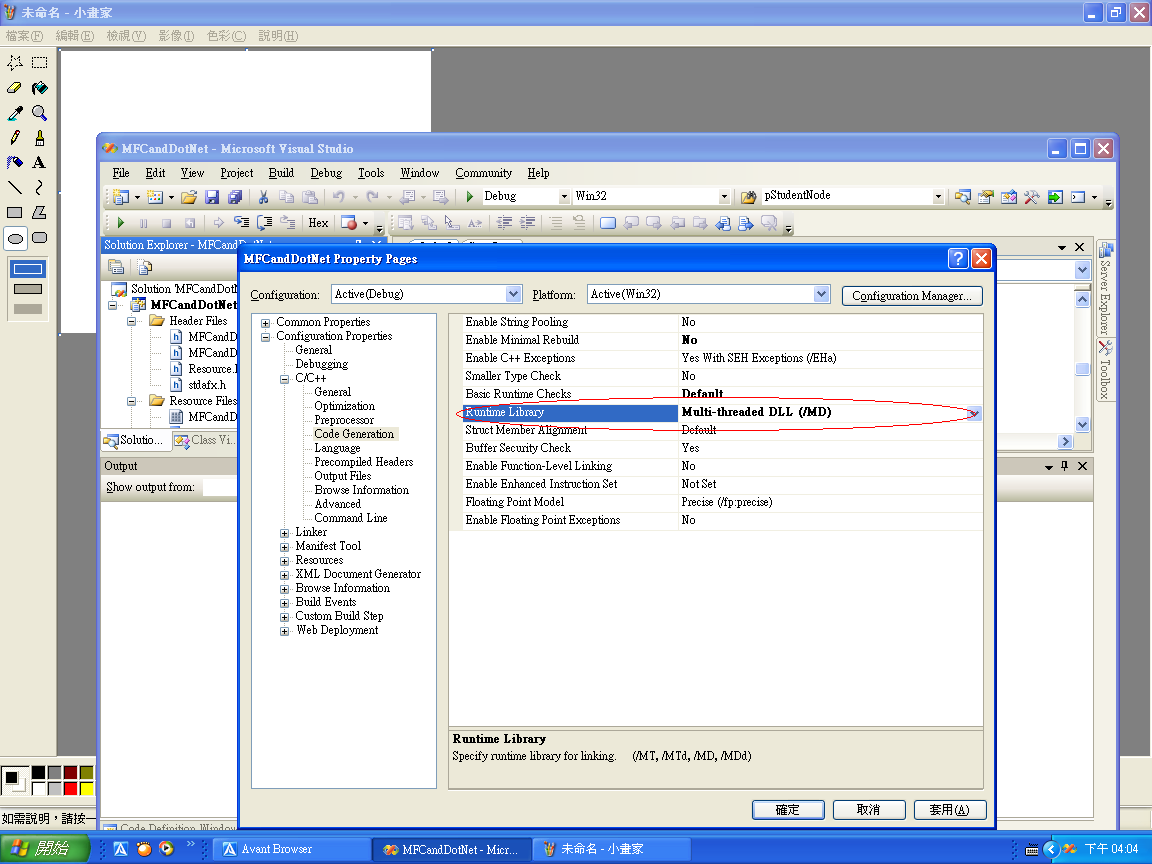 未命名 - 小畫家
檔案(F) 編輯(E) 檢視(V) 影像(I) 色彩(C) 說明(H)
MFCandDotNet - Microsoft Visual Studio
File Edit View Project Build Debug Tools Window Community Help
Debug Win32 pStudentNode
Hex
Solution Explorer - MFCandDotNet
MFCandDotNet Property Pages
Solution 'MFCandDotN
MFCandDotNet
Header Files
MFCandD
MFCandD
Resource.h
stdafx.h
Resource Files
MFCandD
Solutio... Class Vi...
Output
Show output from:
Server Explorer
Toolbox
Configuration: Active(Debug) Platform: Active(Win32) Configuration Manager...
Common Properties
Configuration Properties
General
Debugging
C/C++
General
Optimization
Preprocessor
Code Generation
Language
Precompiled Headers
Output Files
Browse Information
Advanced
Command Line
Linker
Manifest Tool
Resources
XML Document Generator
Browse Information
Build Events
Custom Build Step
Web Deployment
Enable String Pooling No
Enable Minimal Rebuild No
Enable C++ Exceptions Yes With SEH Exceptions (/EHa)
Smaller Type Check No
Basic Runtime Checks Default
Runtime Library Multi-threaded DLL (/MD)
Struct Member Alignment Default
Buffer Security Check Yes
Enable Function-Level Linking No
Enable Enhanced Instruction Set Not Set
Floating Point Model Precise (/fp:precise)
Enable Floating Point Exceptions No
Runtime Library
Specify runtime library for linking. (/MT, /MTd, /MD, /MDd)
確定 取消 套用(A)
如需說明，請按一
Code Definition Window
開始 Avant Browser MFCandDotNet - Micr... 未命名 - 小畫家 下午 04:04